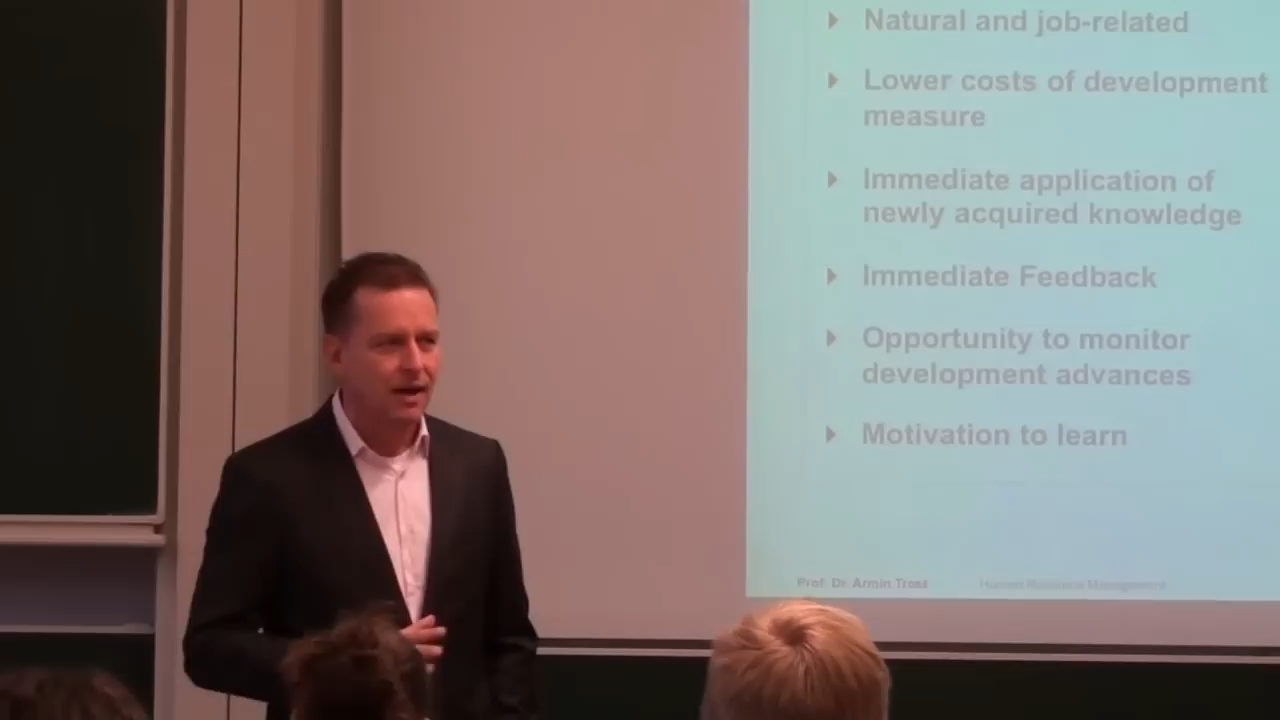 Natural and job-related
Lower costs of development
measure
Immediate application of
newly acquired knowledge
Immediate Feedback
Opportunity to monitor
development advances
Motivation to learn
Prof. Dr. Armin Trost Human Resource Management